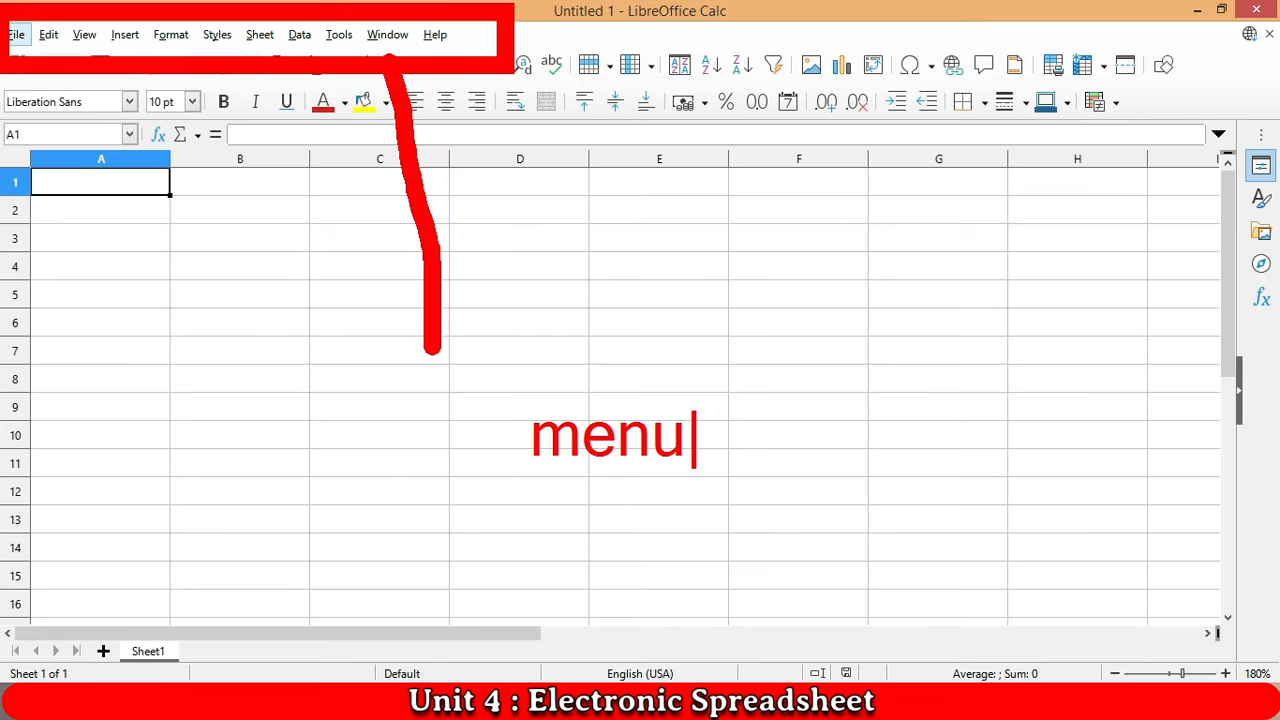 Untitled 1 - LibreOffice Calc
File Edit View Insert Format Styles Sheet Data Tools Window Help
Liberation Sans 10 pt B I U A
A1 fx Σ =
A B C D E F G H I
1
2
3
4
5
6
7
8
9
menu
10
11
12
13
14
15
16
Sheet1
Sheet 1 of 1 Default English (USA) Average: ; Sum: 0 180%
Unit 4 : Electronic Spreadsheet